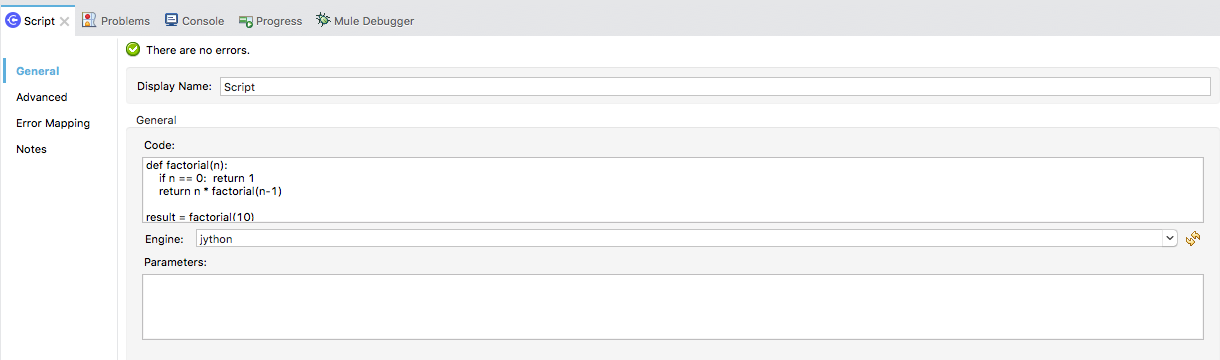 Script Problems Console Progress Mule Debugger
There are no errors.
General
Advanced
Error Mapping
Notes
Display Name: Script
General
Code:
def factorial(n):
    if n == 0:  return 1
    return n * factorial(n-1)
result = factorial(10)
Engine: jython
Parameters: